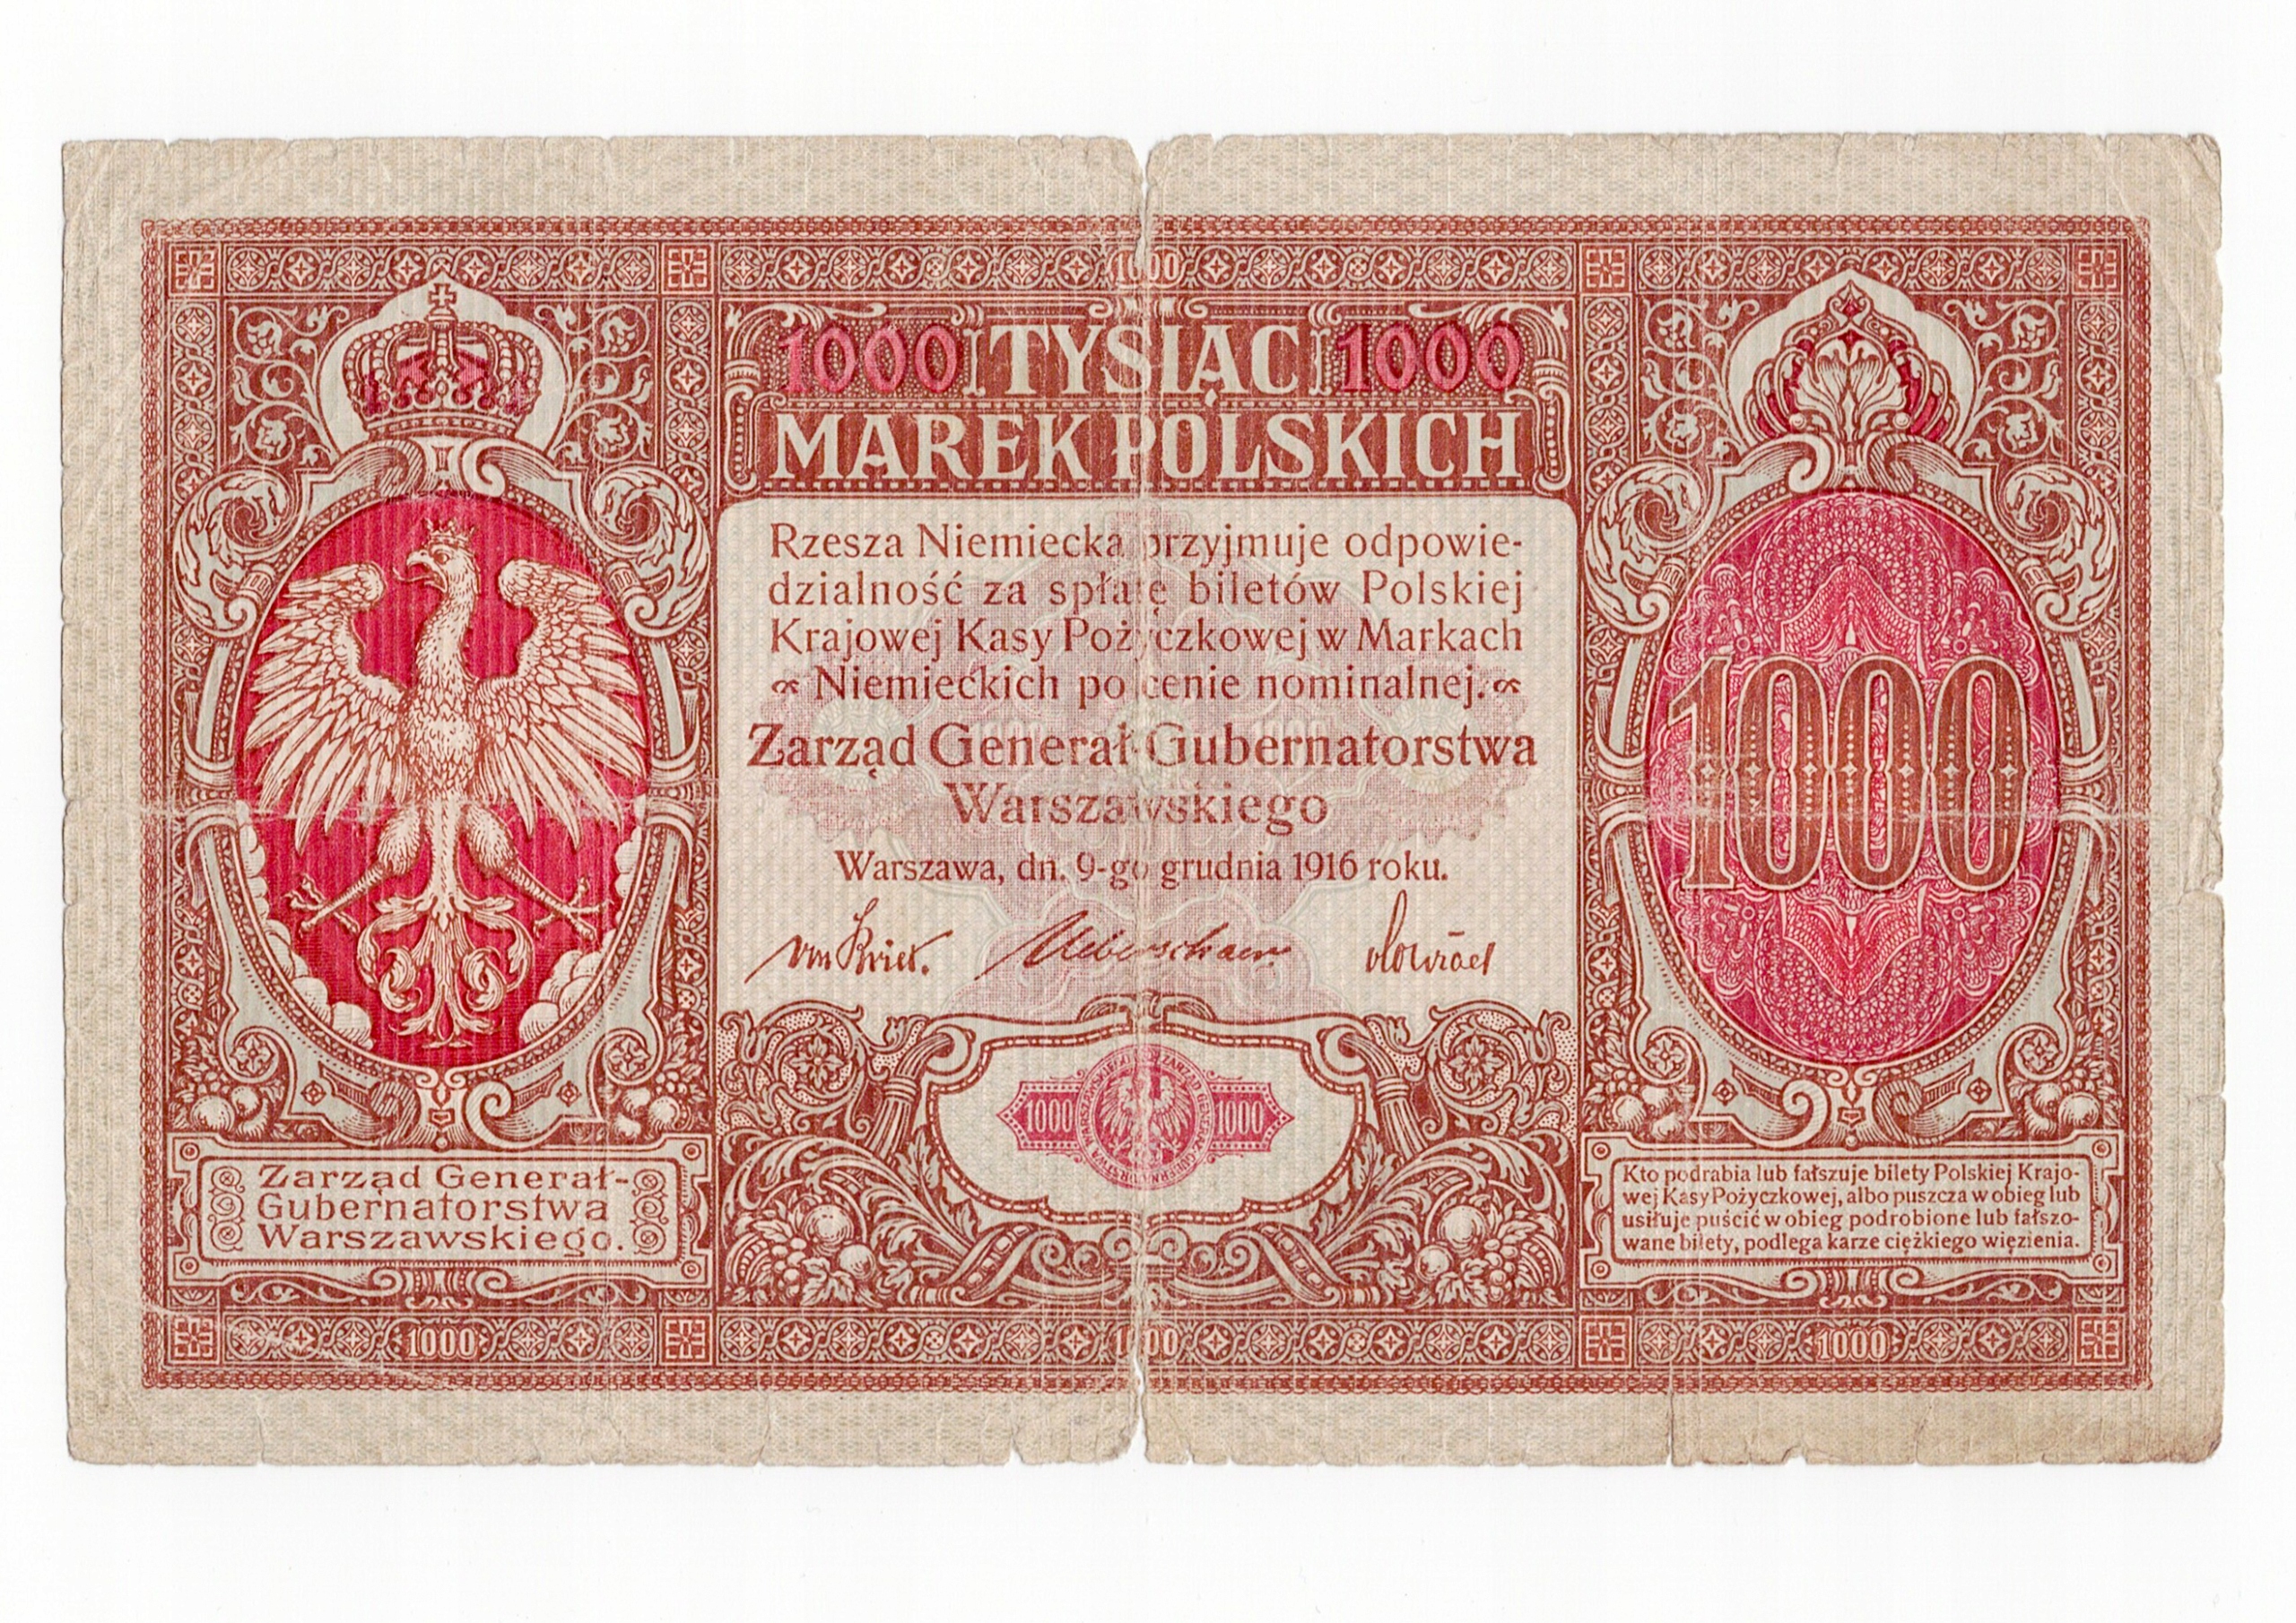 1000
1000 TYSIĄC 1000
MAREK POLSKICH
Rzesza Niemiecka przyjmuje odpowie-
dzialność za spłatę biletów Polskiej
Krajowej Kasy Pożyczkowej w Markach
Niemieckich po cenie nominalnej.
Zarząd Generał-Gubernatorstwa
Warszawskiego
Warszawa, dn. 9-go grudnia 1916 roku.
1000
1000 1000
Zarząd Generał-
Gubernatorstwa
Warszawskiego.
Kto podrabia lub fałszuje bilety Polskiej Krajo-
wej Kasy Pożyczkowej, albo puszcza w obieg lub
usiłuje puścić w obieg podrobione lub fałszo-
wane bilety, podlega karze ciężkiego więzienia.
1000 1000 1000